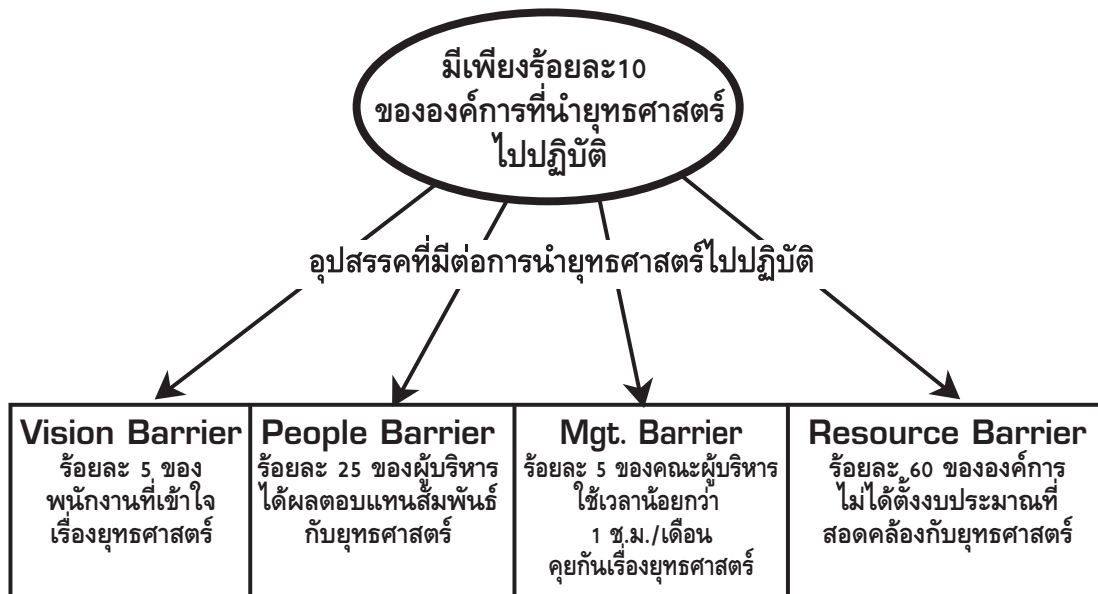 มีเพียงร้อยละ10
ขององค์การที่นำยุทธศาสตร์
ไปปฏิบัติ
อุปสรรคที่มีต่อการนำยุทธศาสตร์ไปปฏิบัติ
Vision Barrier
ร้อยละ 5 ของ
พนักงานที่เข้าใจ
เรื่องยุทธศาสตร์
People Barrier
ร้อยละ 25 ของผู้บริหาร
ได้ผลตอบแทนสัมพันธ์
กับยุทธศาสตร์
Mgt. Barrier
ร้อยละ 5 ของคณะผู้บริหาร
ใช้เวลาน้อยกว่า
1 ช.ม./เดือน
คุยกันเรื่องยุทธศาสตร์
Resource Barrier
ร้อยละ 60 ขององค์การ
ไม่ได้ตั้งงบประมาณที่
สอดคล้องกับยุทธศาสตร์